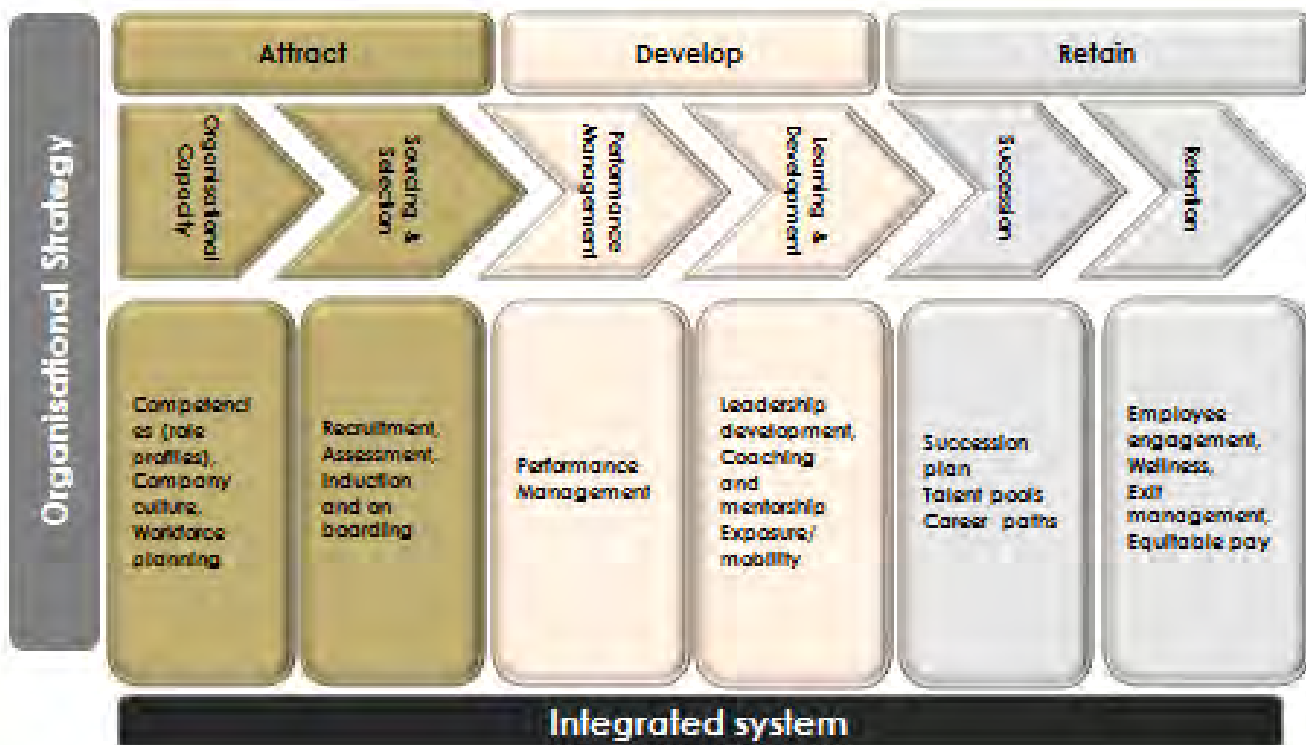 Organisational Strategy
Attract
Develop
Retain
Organisational
Capacity
Sourcing &
Selection
Performance
Management
Learning &
Development
Succession
Retention
Competenci
es (role
profiles),
Company
culture,
Workforce
planning
Recruitment,
Assessment,
Induction
and on
boarding
Performance
Management
Leadership
development,
Coaching
and
mentorship
Exposure/
mobility
Succession
plan
Talent pools
Career paths
Employee
engagement,
Wellness,
Exit
management,
Equitable pay
Integrated system